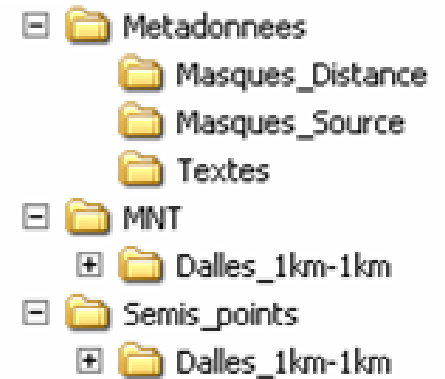 Metadonnees
Masques_Distance
Masques_Source
Textes
MNT
Dalles_1km-1km
Semis_points
Dalles_1km-1km